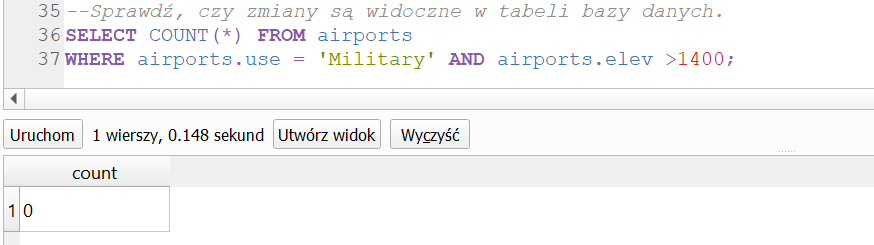 35 --Sprawdź, czy zmiany są widoczne w tabeli bazy danych.
36 SELECT COUNT(*) FROM airports
37 WHERE airports.use = 'Military' AND airports.elev >1400;
Uruchom 1 wierszy, 0.148 sekund Utwórz widok Wyczyść
count
1 0